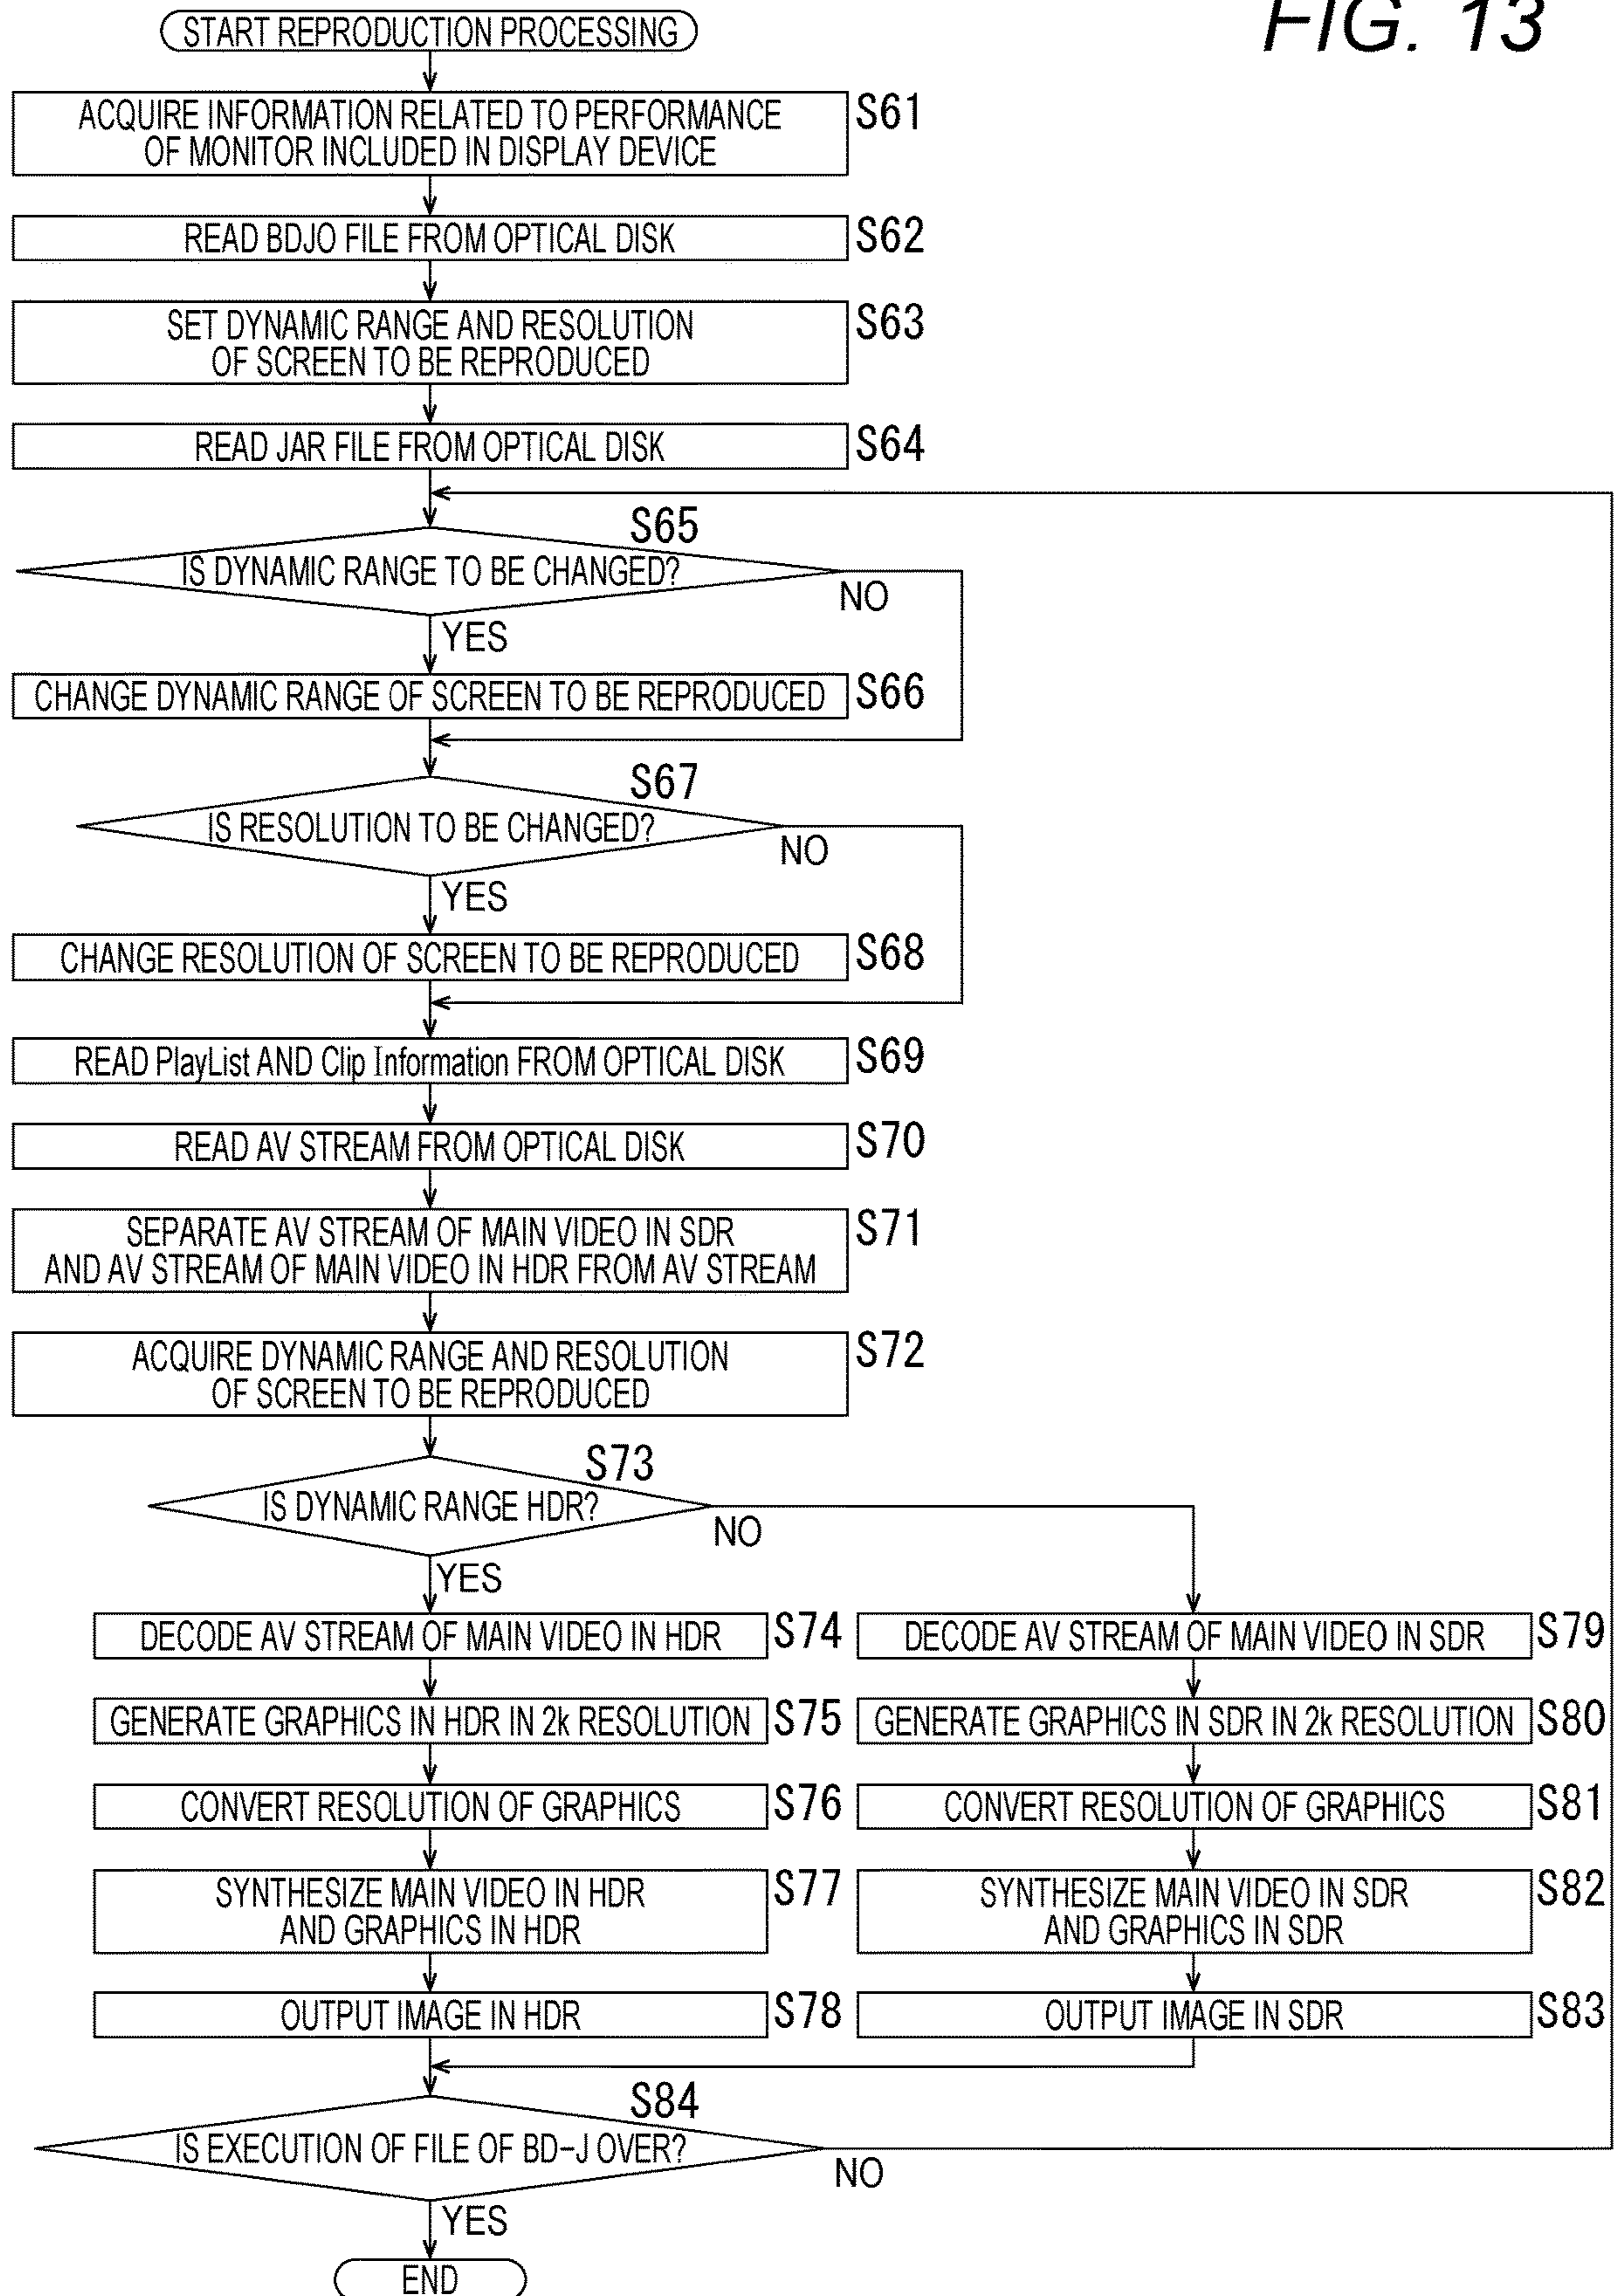 FIG. 13
START REPRODUCTION PROCESSING
ACQUIRE INFORMATION RELATED TO PERFORMANCE
OF MONITOR INCLUDED IN DISPLAY DEVICE
S61
READ BDJO FILE FROM OPTICAL DISK
S62
SET DYNAMIC RANGE AND RESOLUTION
OF SCREEN TO BE REPRODUCED
S63
READ JAR FILE FROM OPTICAL DISK
S64
S65
IS DYNAMIC RANGE TO BE CHANGED?
NO
YES
CHANGE DYNAMIC RANGE OF SCREEN TO BE REPRODUCED
S66
S67
IS RESOLUTION TO BE CHANGED?
NO
YES
CHANGE RESOLUTION OF SCREEN TO BE REPRODUCED
S68
READ PlayList AND Clip Information FROM OPTICAL DISK
S69
READ AV STREAM FROM OPTICAL DISK
S70
SEPARATE AV STREAM OF MAIN VIDEO IN SDR
AND AV STREAM OF MAIN VIDEO IN HDR FROM AV STREAM
S71
ACQUIRE DYNAMIC RANGE AND RESOLUTION
OF SCREEN TO BE REPRODUCED
S72
S73
IS DYNAMIC RANGE HDR?
NO
YES
DECODE AV STREAM OF MAIN VIDEO IN HDR
S74
DECODE AV STREAM OF MAIN VIDEO IN SDR
S79
GENERATE GRAPHICS IN HDR IN 2k RESOLUTION
S75
GENERATE GRAPHICS IN SDR IN 2k RESOLUTION
S80
CONVERT RESOLUTION OF GRAPHICS
S76
CONVERT RESOLUTION OF GRAPHICS
S81
SYNTHESIZE MAIN VIDEO IN HDR
AND GRAPHICS IN HDR
S77
SYNTHESIZE MAIN VIDEO IN SDR
AND GRAPHICS IN SDR
S82
OUTPUT IMAGE IN HDR
S78
OUTPUT IMAGE IN SDR
S83
S84
IS EXECUTION OF FILE OF BD-J OVER?
NO
YES
END